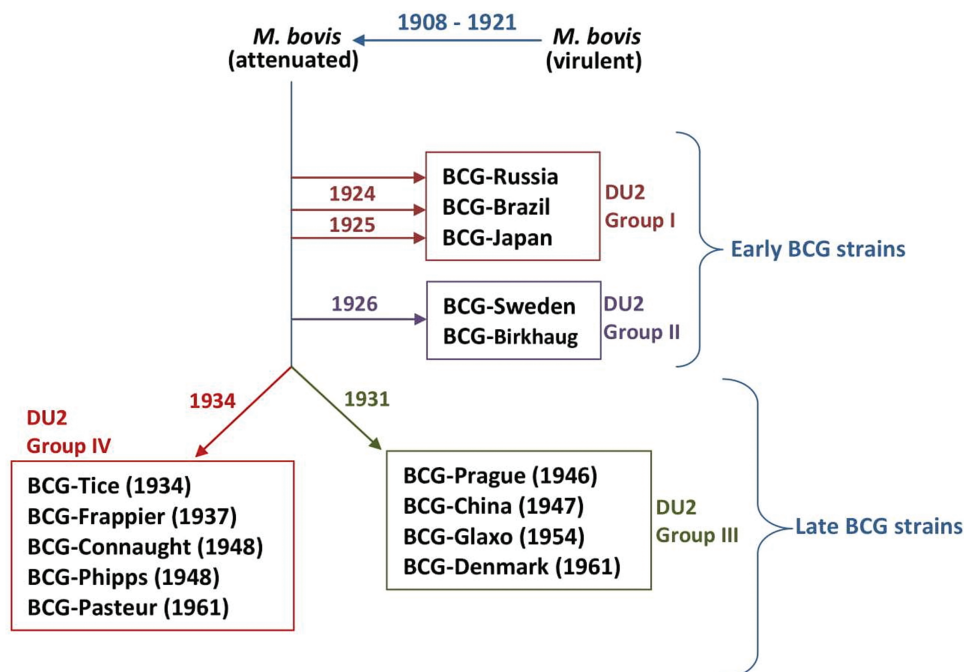 1908 - 1921
M. bovis
(attenuated)
M. bovis
(virulent)
BCG-Russia
BCG-Brazil
BCG-Japan
1924
1925
DU2
Group I
Early BCG strains
1926
BCG-Sweden
BCG-Birkhaug
DU2
Group II
1934
1931
DU2
Group IV
BCG-Tice (1934)
BCG-Frappier (1937)
BCG-Connaught (1948)
BCG-Phipps (1948)
BCG-Pasteur (1961)
BCG-Prague (1946)
BCG-China (1947)
BCG-Glaxo (1954)
BCG-Denmark (1961)
DU2
Group III
Late BCG strains